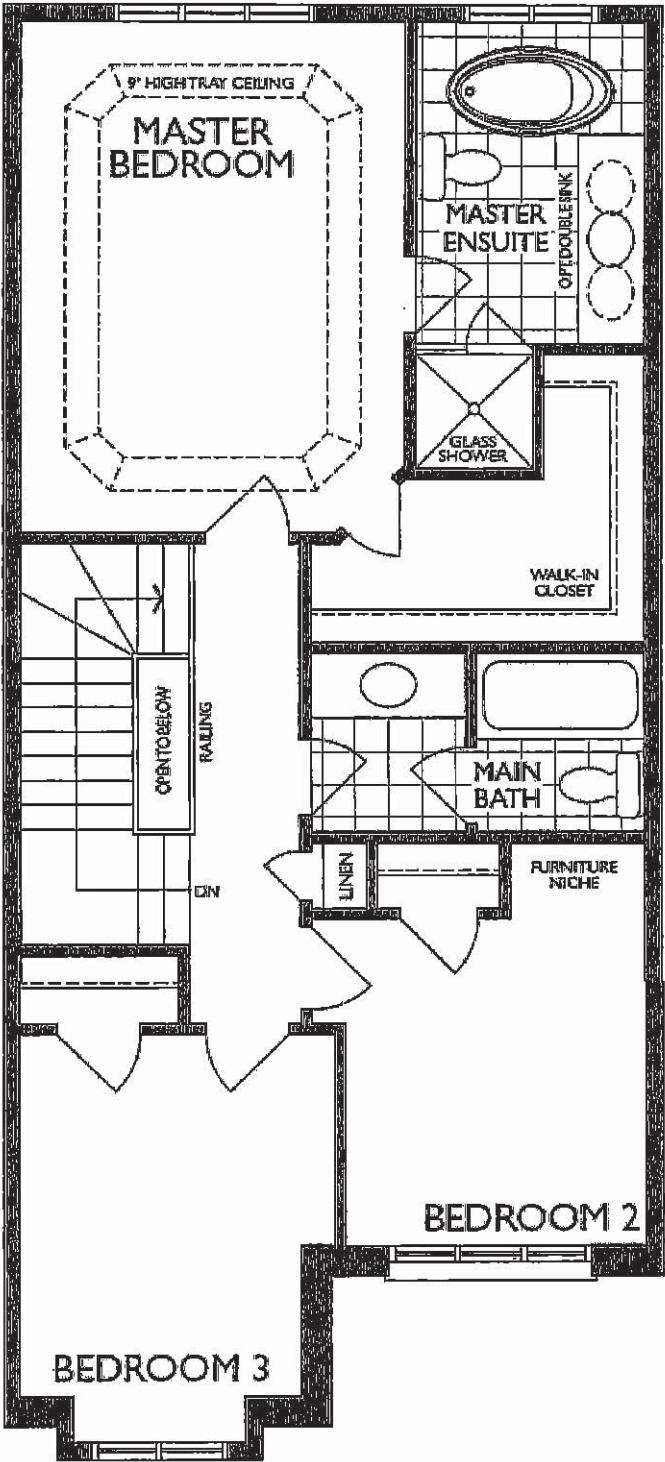 9' HIGH TRAY CEILING
MASTER
BEDROOM
MASTER
ENSUITE
OPT. DOUBLE SINK
GLASS
SHOWER
WALK-IN
CLOSET
OPEN TO BELOW
RAILING
MAIN
BATH
LINEN
FURNITURE
NICHE
DN
BEDROOM 2
BEDROOM 3